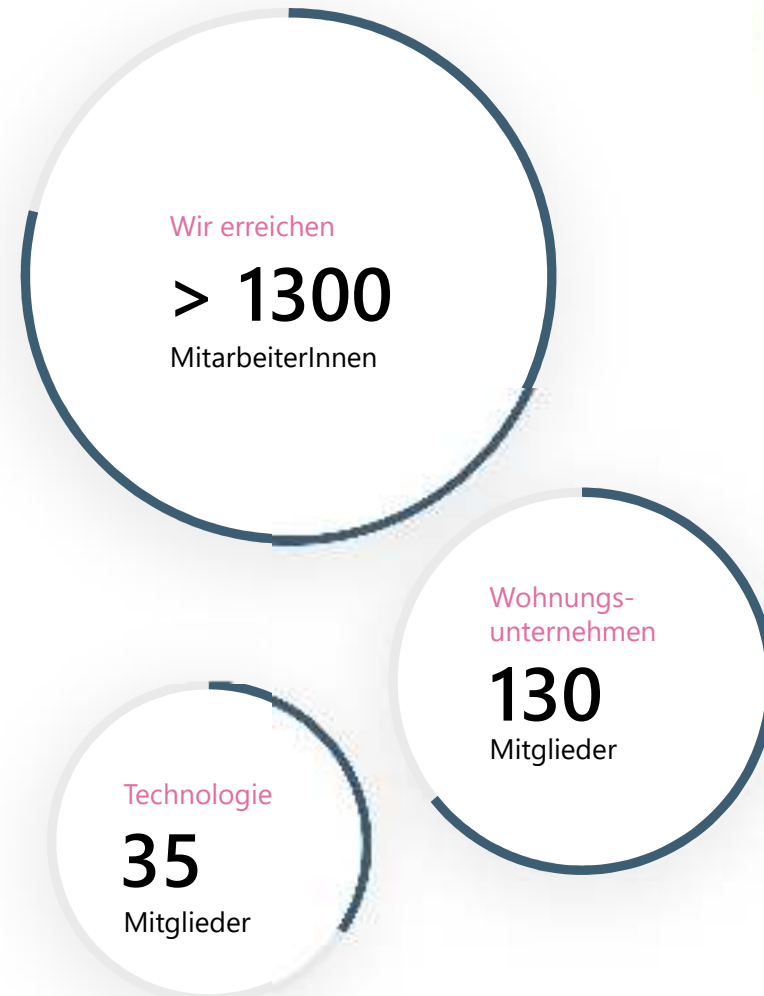 Wir erreichen
> 1300
MitarbeiterInnen
Wohnungs-
unternehmen
130
Mitglieder
Technologie
35
Mitglieder